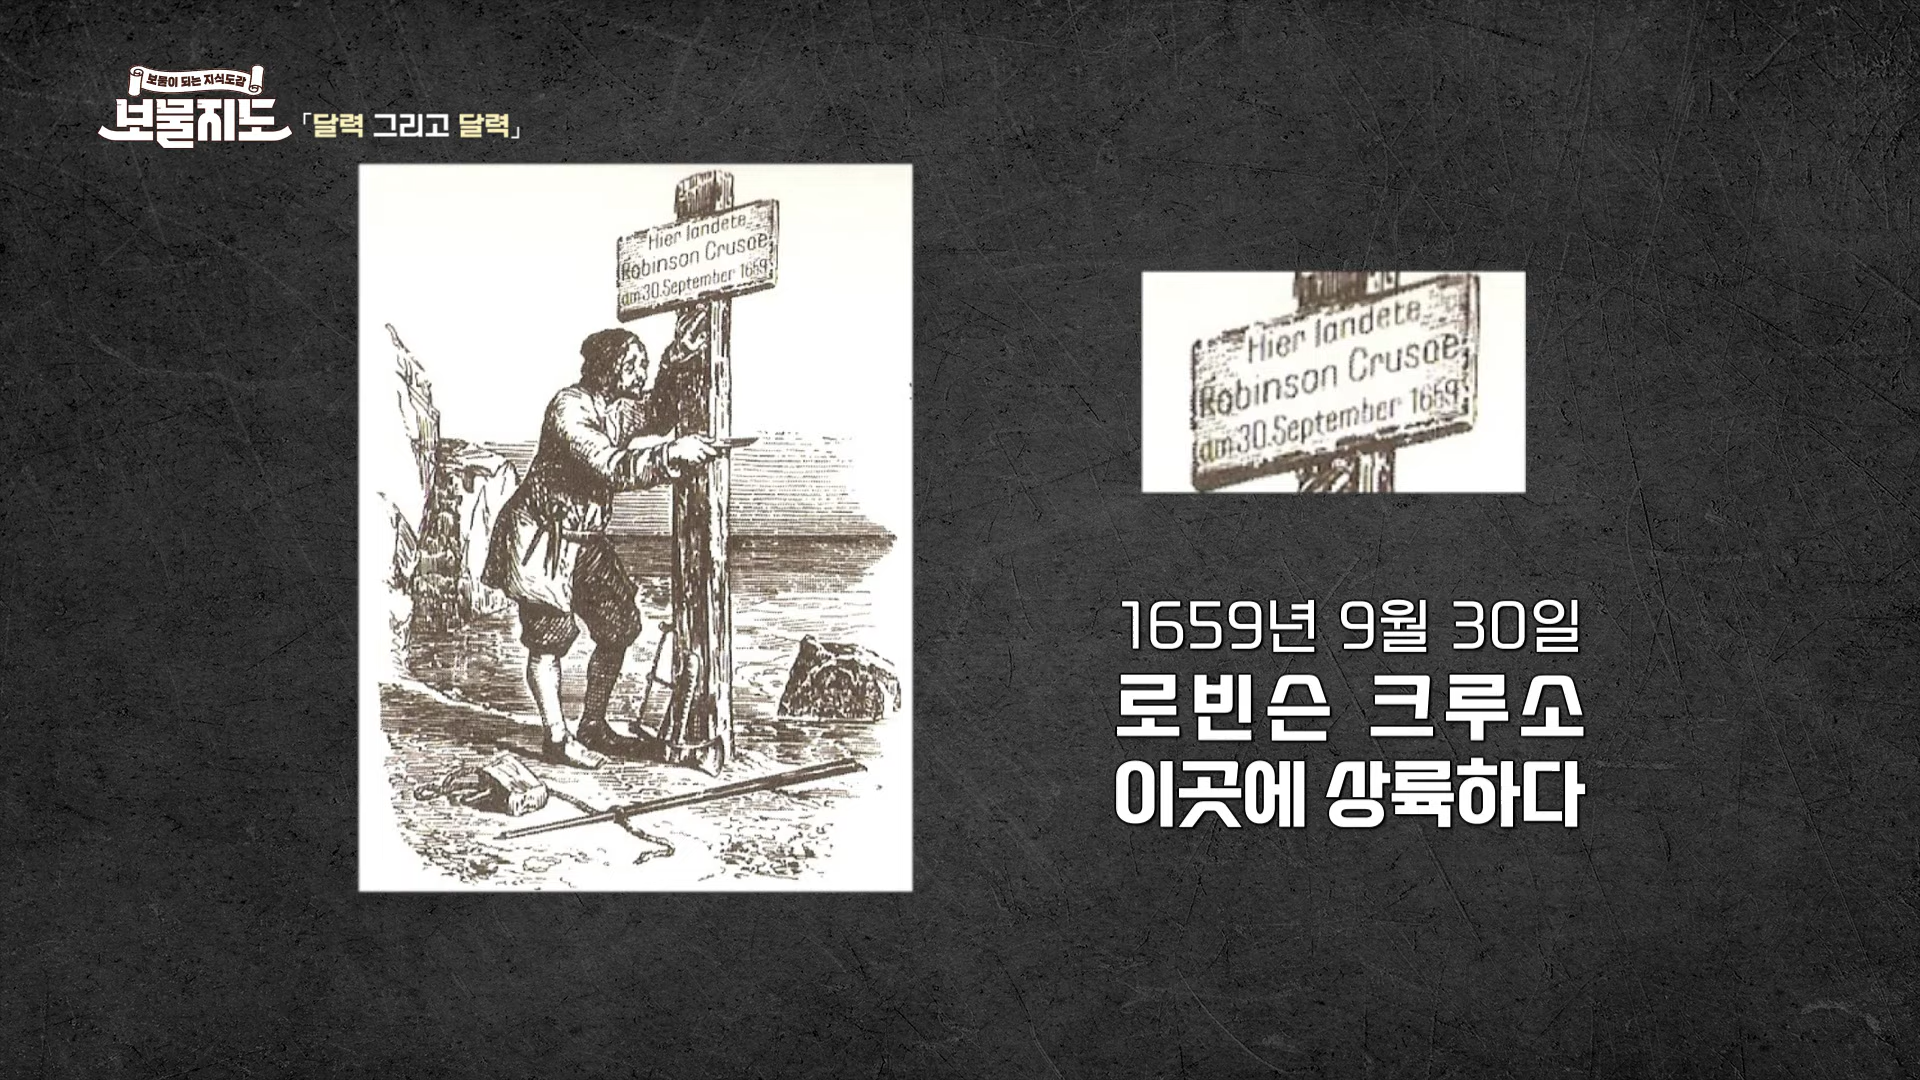 보물이 되는 지식도감
보물지도
「달력 그리고 달력」
Hier landete
Robinson Crusoe
am 30. September 1659
Hier landete
Robinson Crusoe
am 30. September 1659
1659년 9월 30일
로빈슨 크루소
이곳에 상륙하다